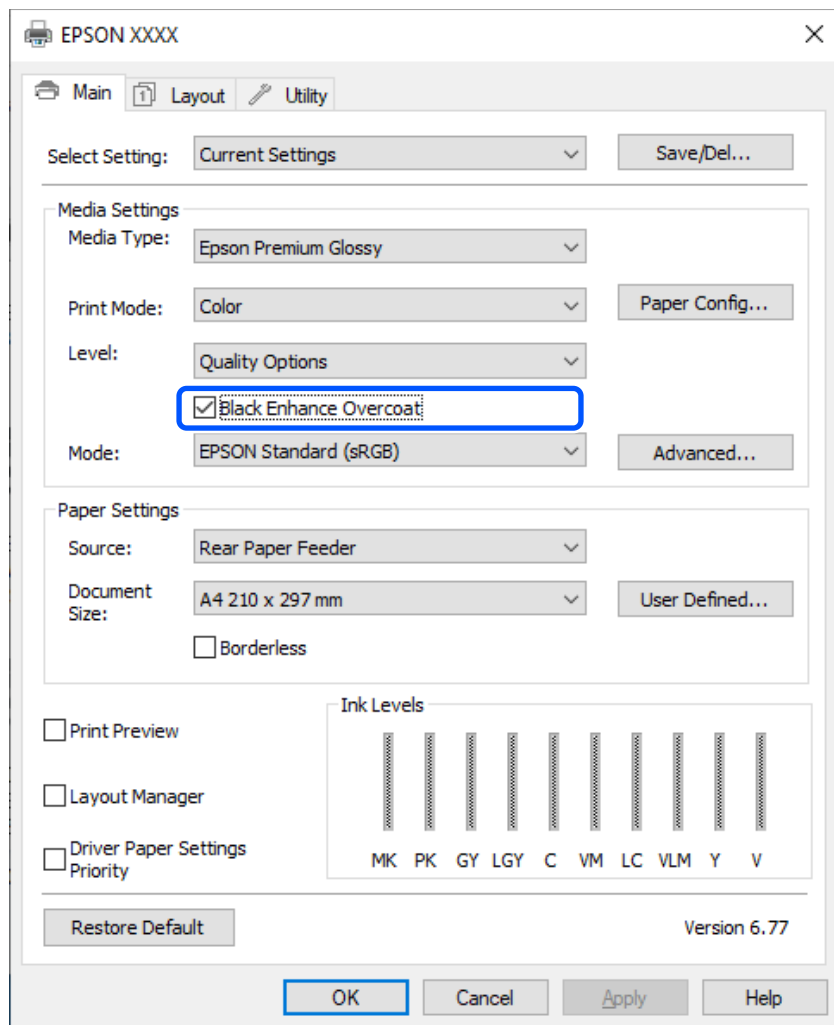 EPSON XXXX
Main
1
Layout
Utility
Select Setting: Current Settings Save/Del...
Media Settings
Media Type: Epson Premium Glossy
Print Mode: Color Paper Config...
Level: Quality Options
Black Enhance Overcoat
Mode: EPSON Standard (sRGB) Advanced...
Paper Settings
Source: Rear Paper Feeder
Document
Size: A4 210 x 297 mm User Defined...
Borderless
Print Preview
Layout Manager
Driver Paper Settings
Priority
Ink Levels
MK PK GY LGY C VM LC VLM Y V
Restore Default Version 6.77
OK Cancel Apply Help